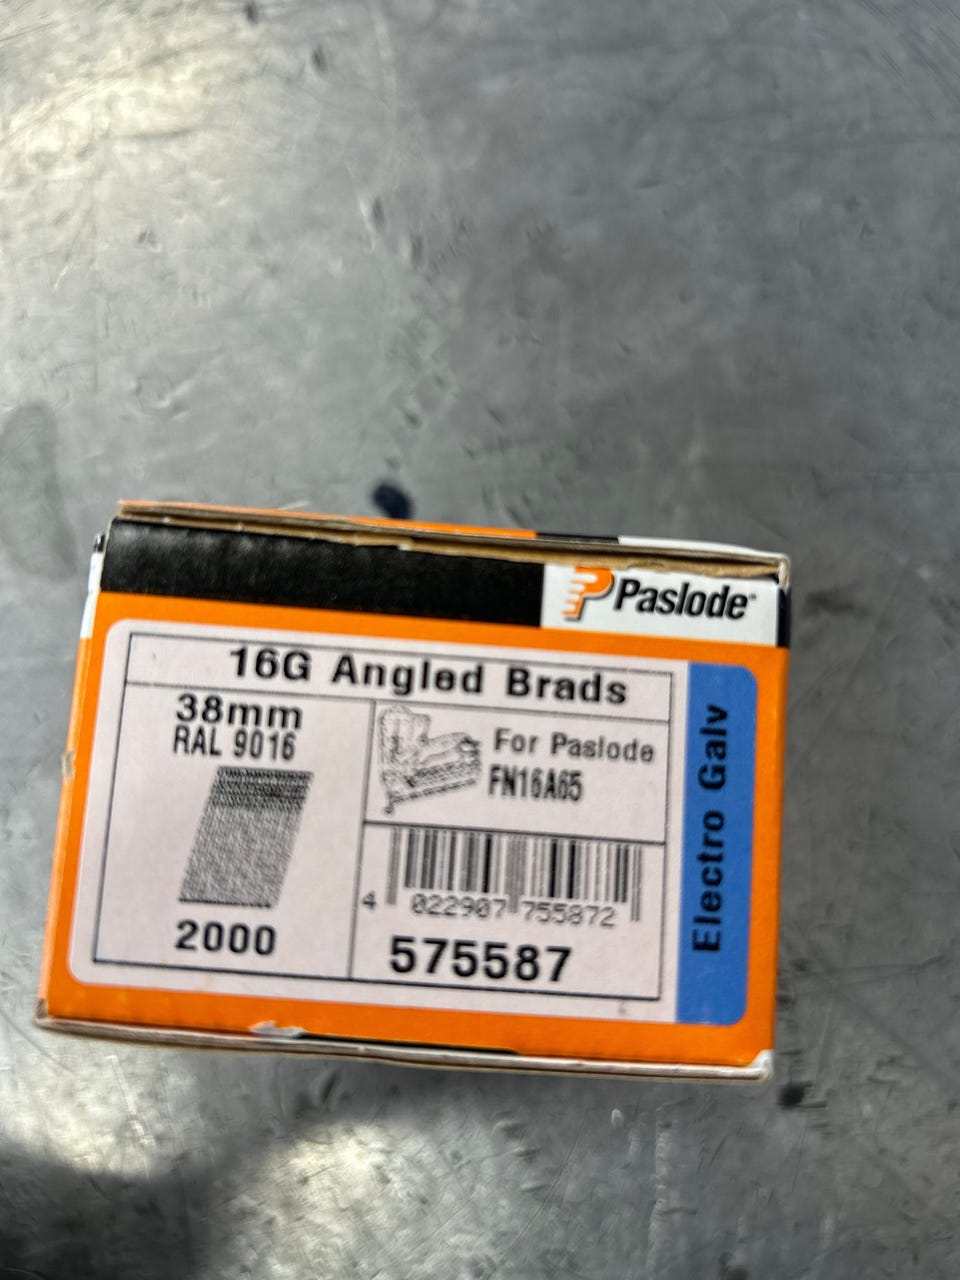 Paslode
16G Angled Brads
38mm
RAL 9016
For Paslode
FN16A65
4 022907 755872
2000
575587
Electro Galv